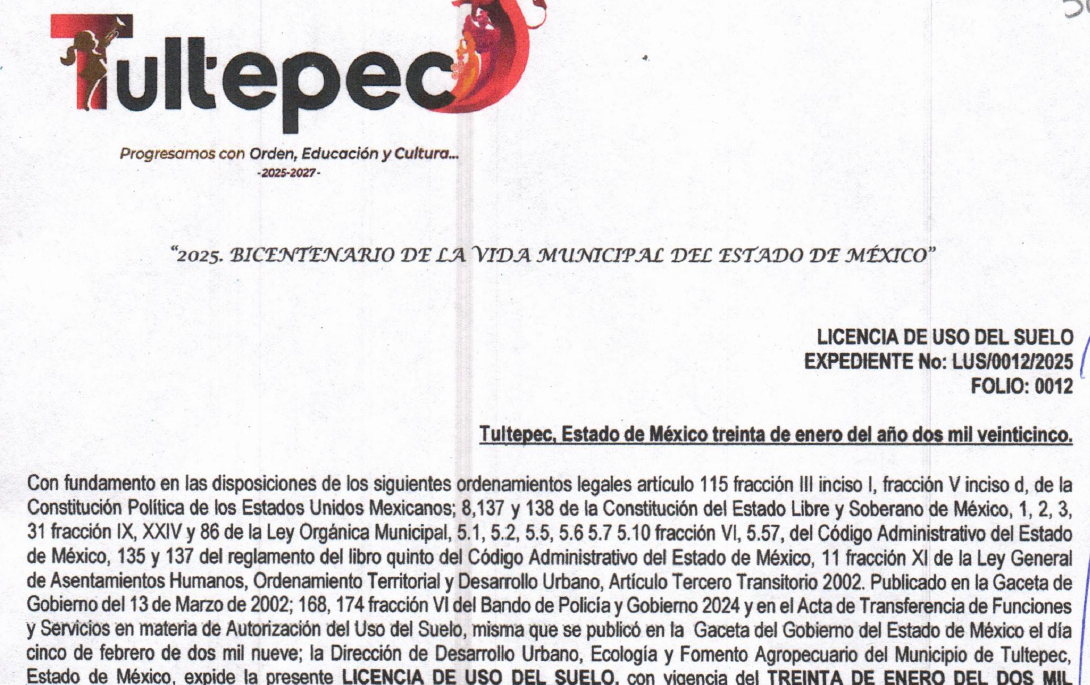 Tultepec
Progresamos con Orden, Educación y Cultura...
-2025-2027-
“2025. BICENTENARIO DE LA VIDA MUNICIPAL DEL ESTADO DE MÉXICO”
LICENCIA DE USO DEL SUELO
EXPEDIENTE No: LUS/0012/2025
FOLIO: 0012
Tultepec, Estado de México treinta de enero del año dos mil veinticinco.
Con fundamento en las disposiciones de los siguientes ordenamientos legales artículo 115 fracción III inciso I, fracción V inciso d, de la
Constitución Política de los Estados Unidos Mexicanos; 8,137 y 138 de la Constitución del Estado Libre y Soberano de México, 1, 2, 3,
31 fracción IX, XXIV y 86 de la Ley Orgánica Municipal, 5.1, 5.2, 5.5, 5.6 5.7 5.10 fracción VI, 5.57, del Código Administrativo del Estado
de México, 135 y 137 del reglamento del libro quinto del Código Administrativo del Estado de México, 11 fracción XI de la Ley General
de Asentamientos Humanos, Ordenamiento Territorial y Desarrollo Urbano, Artículo Tercero Transitorio 2002. Publicado en la Gaceta de
Gobierno del 13 de Marzo de 2002; 168, 174 fracción VI del Bando de Policía y Gobierno 2024 y en el Acta de Transferencia de Funciones
y Servicios en materia de Autorización del Uso del Suelo, misma que se publicó en la Gaceta del Gobierno del Estado de México el día
cinco de febrero de dos mil nueve; la Dirección de Desarrollo Urbano, Ecología y Fomento Agropecuario del Municipio de Tultepec,
Estado de México, expide la presente LICENCIA DE USO DEL SUELO, con vigencia del TREINTA DE ENERO DEL DOS MIL